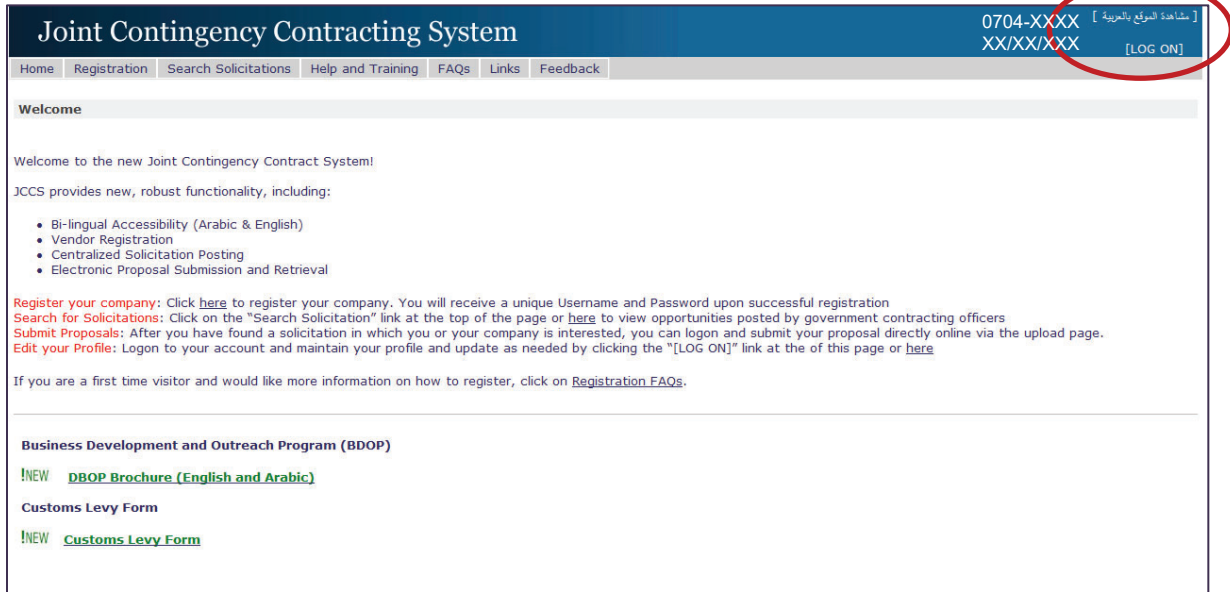 Joint Contingency Contracting System
0704-XXXX
XX/XX/XXX
[ مشاهدة الموقع بالعربية ]
[LOG ON]
Home Registration Search Solicitations Help and Training FAQs Links Feedback
Welcome
Welcome to the new Joint Contingency Contract System!
JCCS provides new, robust functionality, including:
• Bi-lingual Accessibility (Arabic & English)
• Vendor Registration
• Centralized Solicitation Posting
• Electronic Proposal Submission and Retrieval
Register your company: Click here to register your company. You will receive a unique Username and Password upon successful registration
Search for Solicitations: Click on the “Search Solicitation” link at the top of the page or here to view opportunities posted by government contracting officers
Submit Proposals: After you have found a solicitation in which you or your company is interested, you can logon and submit your proposal directly online via the upload page.
Edit your Profile: Logon to your account and maintain your profile and update as needed by clicking the “[LOG ON]” link at the of this page or here
If you are a first time visitor and would like more information on how to register, click on Registration FAQs.
Business Development and Outreach Program (BDOP)
!NEW DBOP Brochure (English and Arabic)
Customs Levy Form
!NEW Customs Levy Form